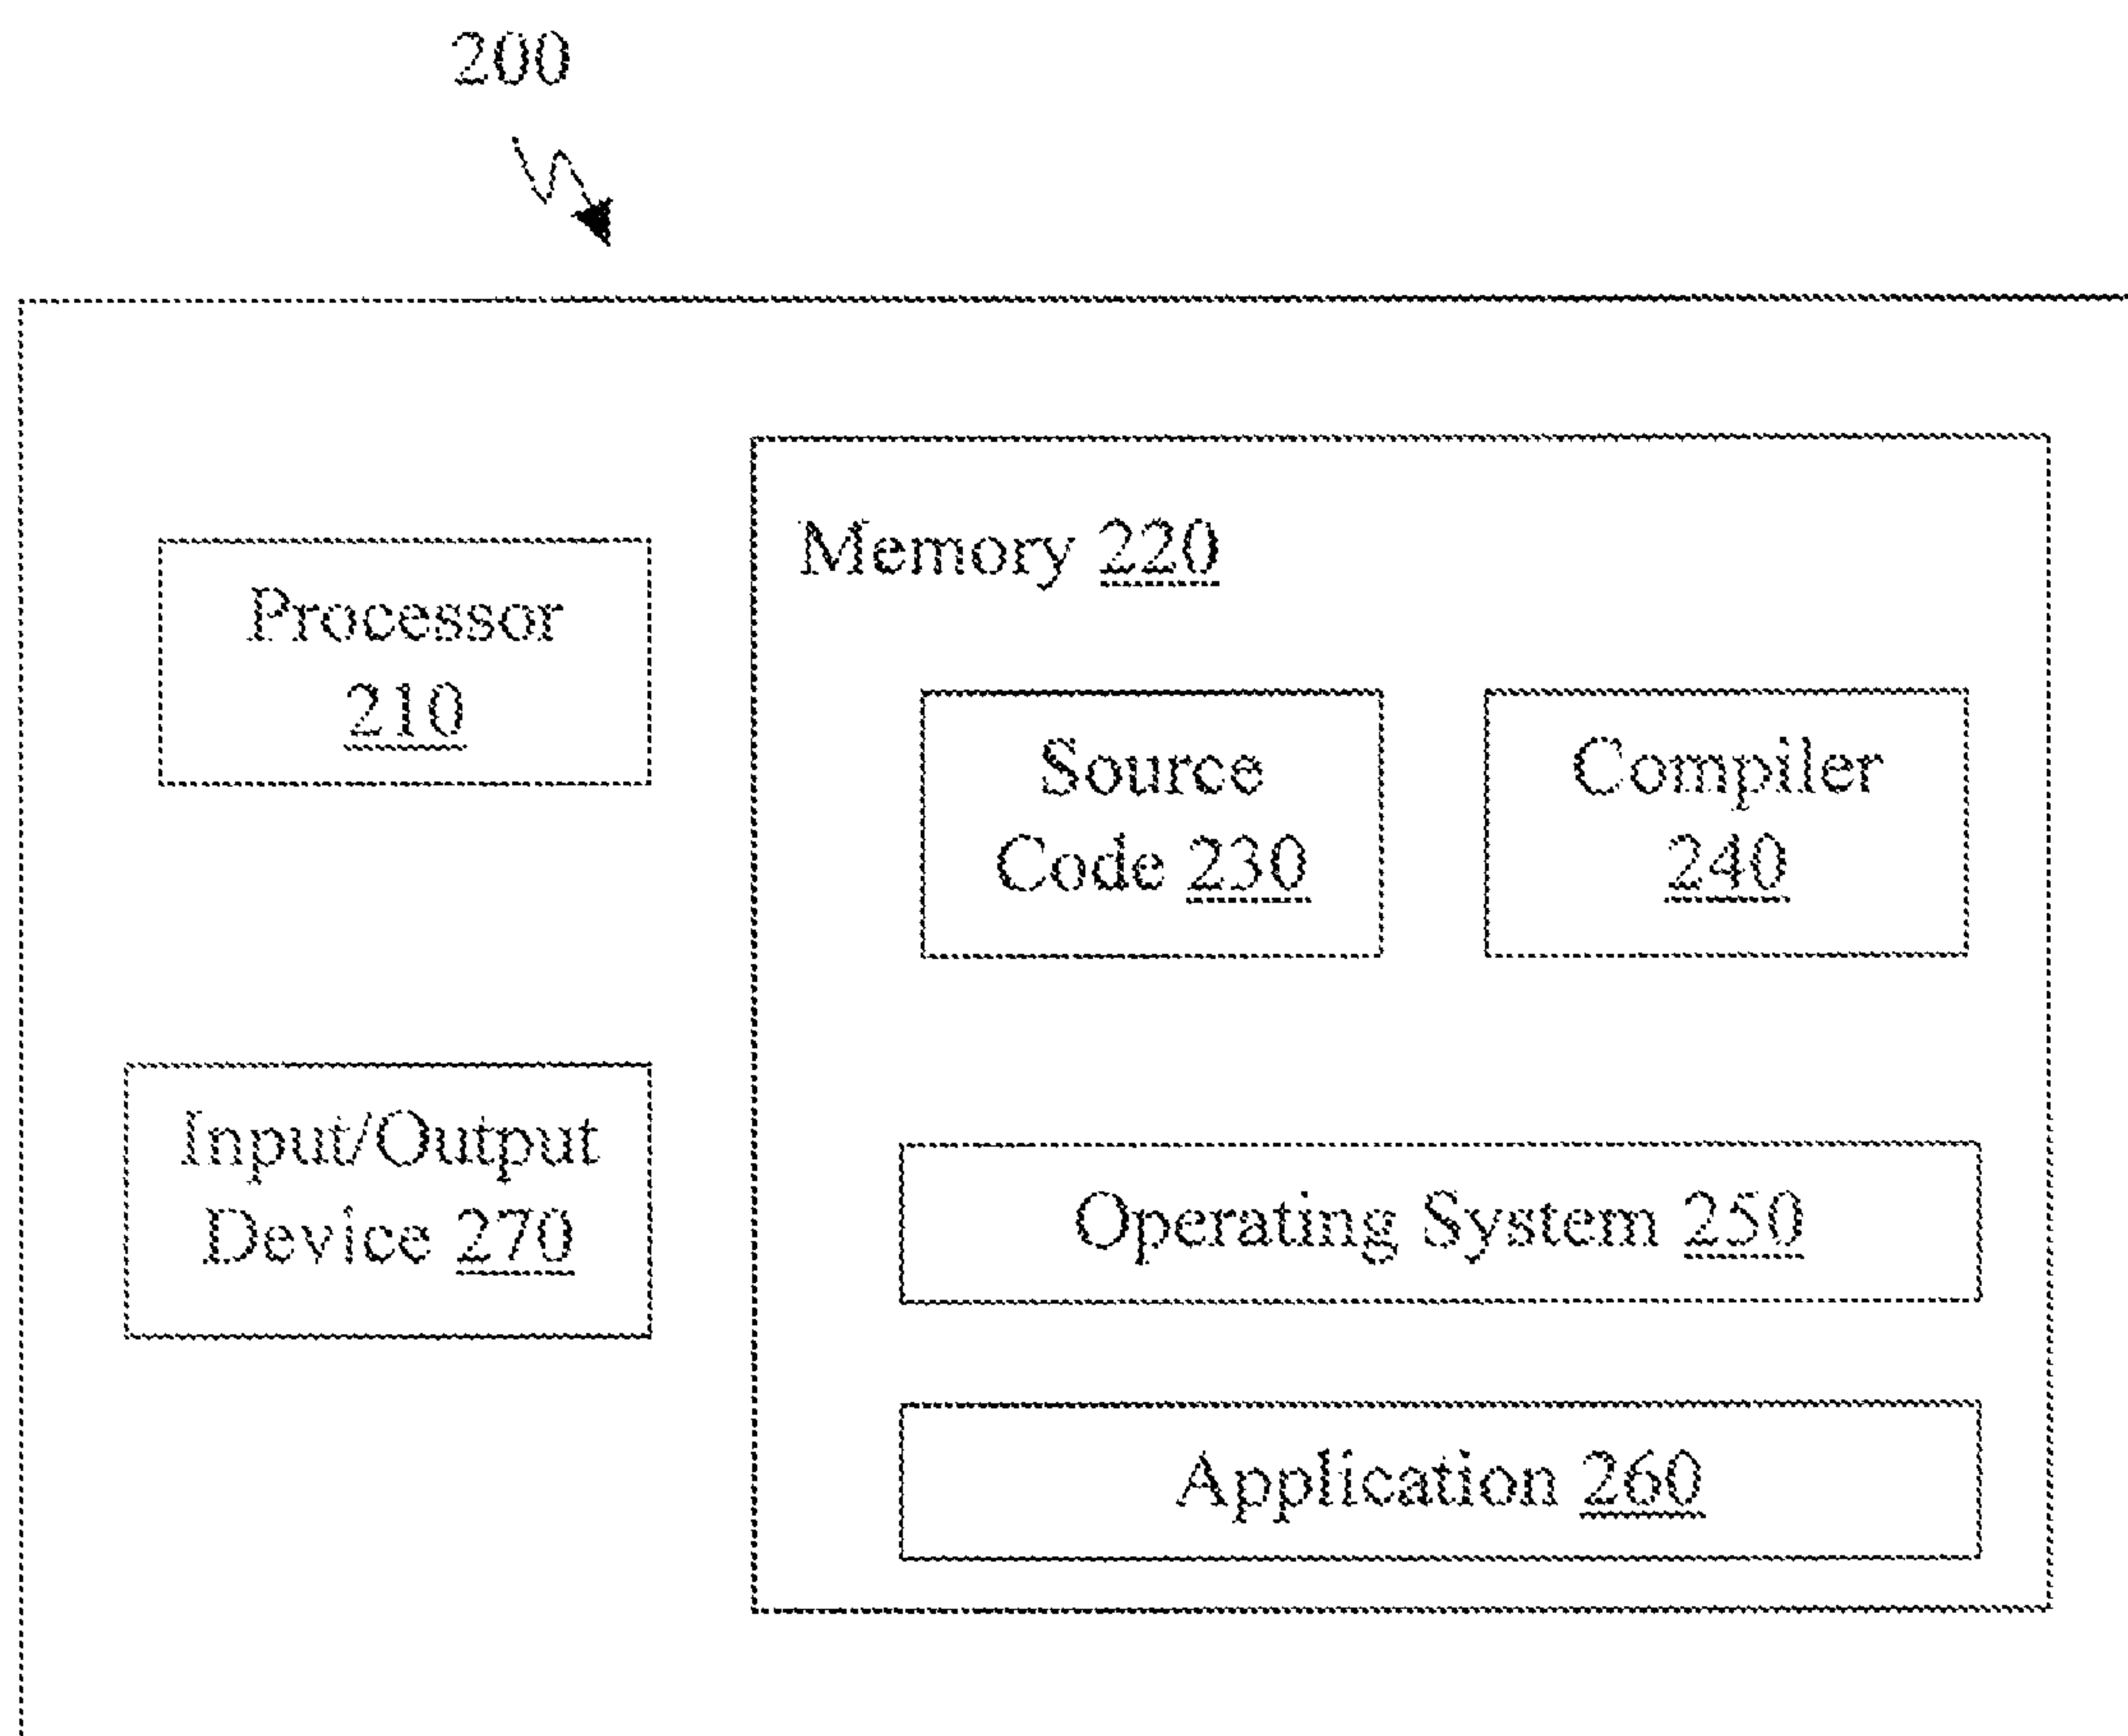 200
Memory 220
Processor
210
Source
Code 230
Compiler
240
Input/Output
Device 270
Operating System 250
Application 260